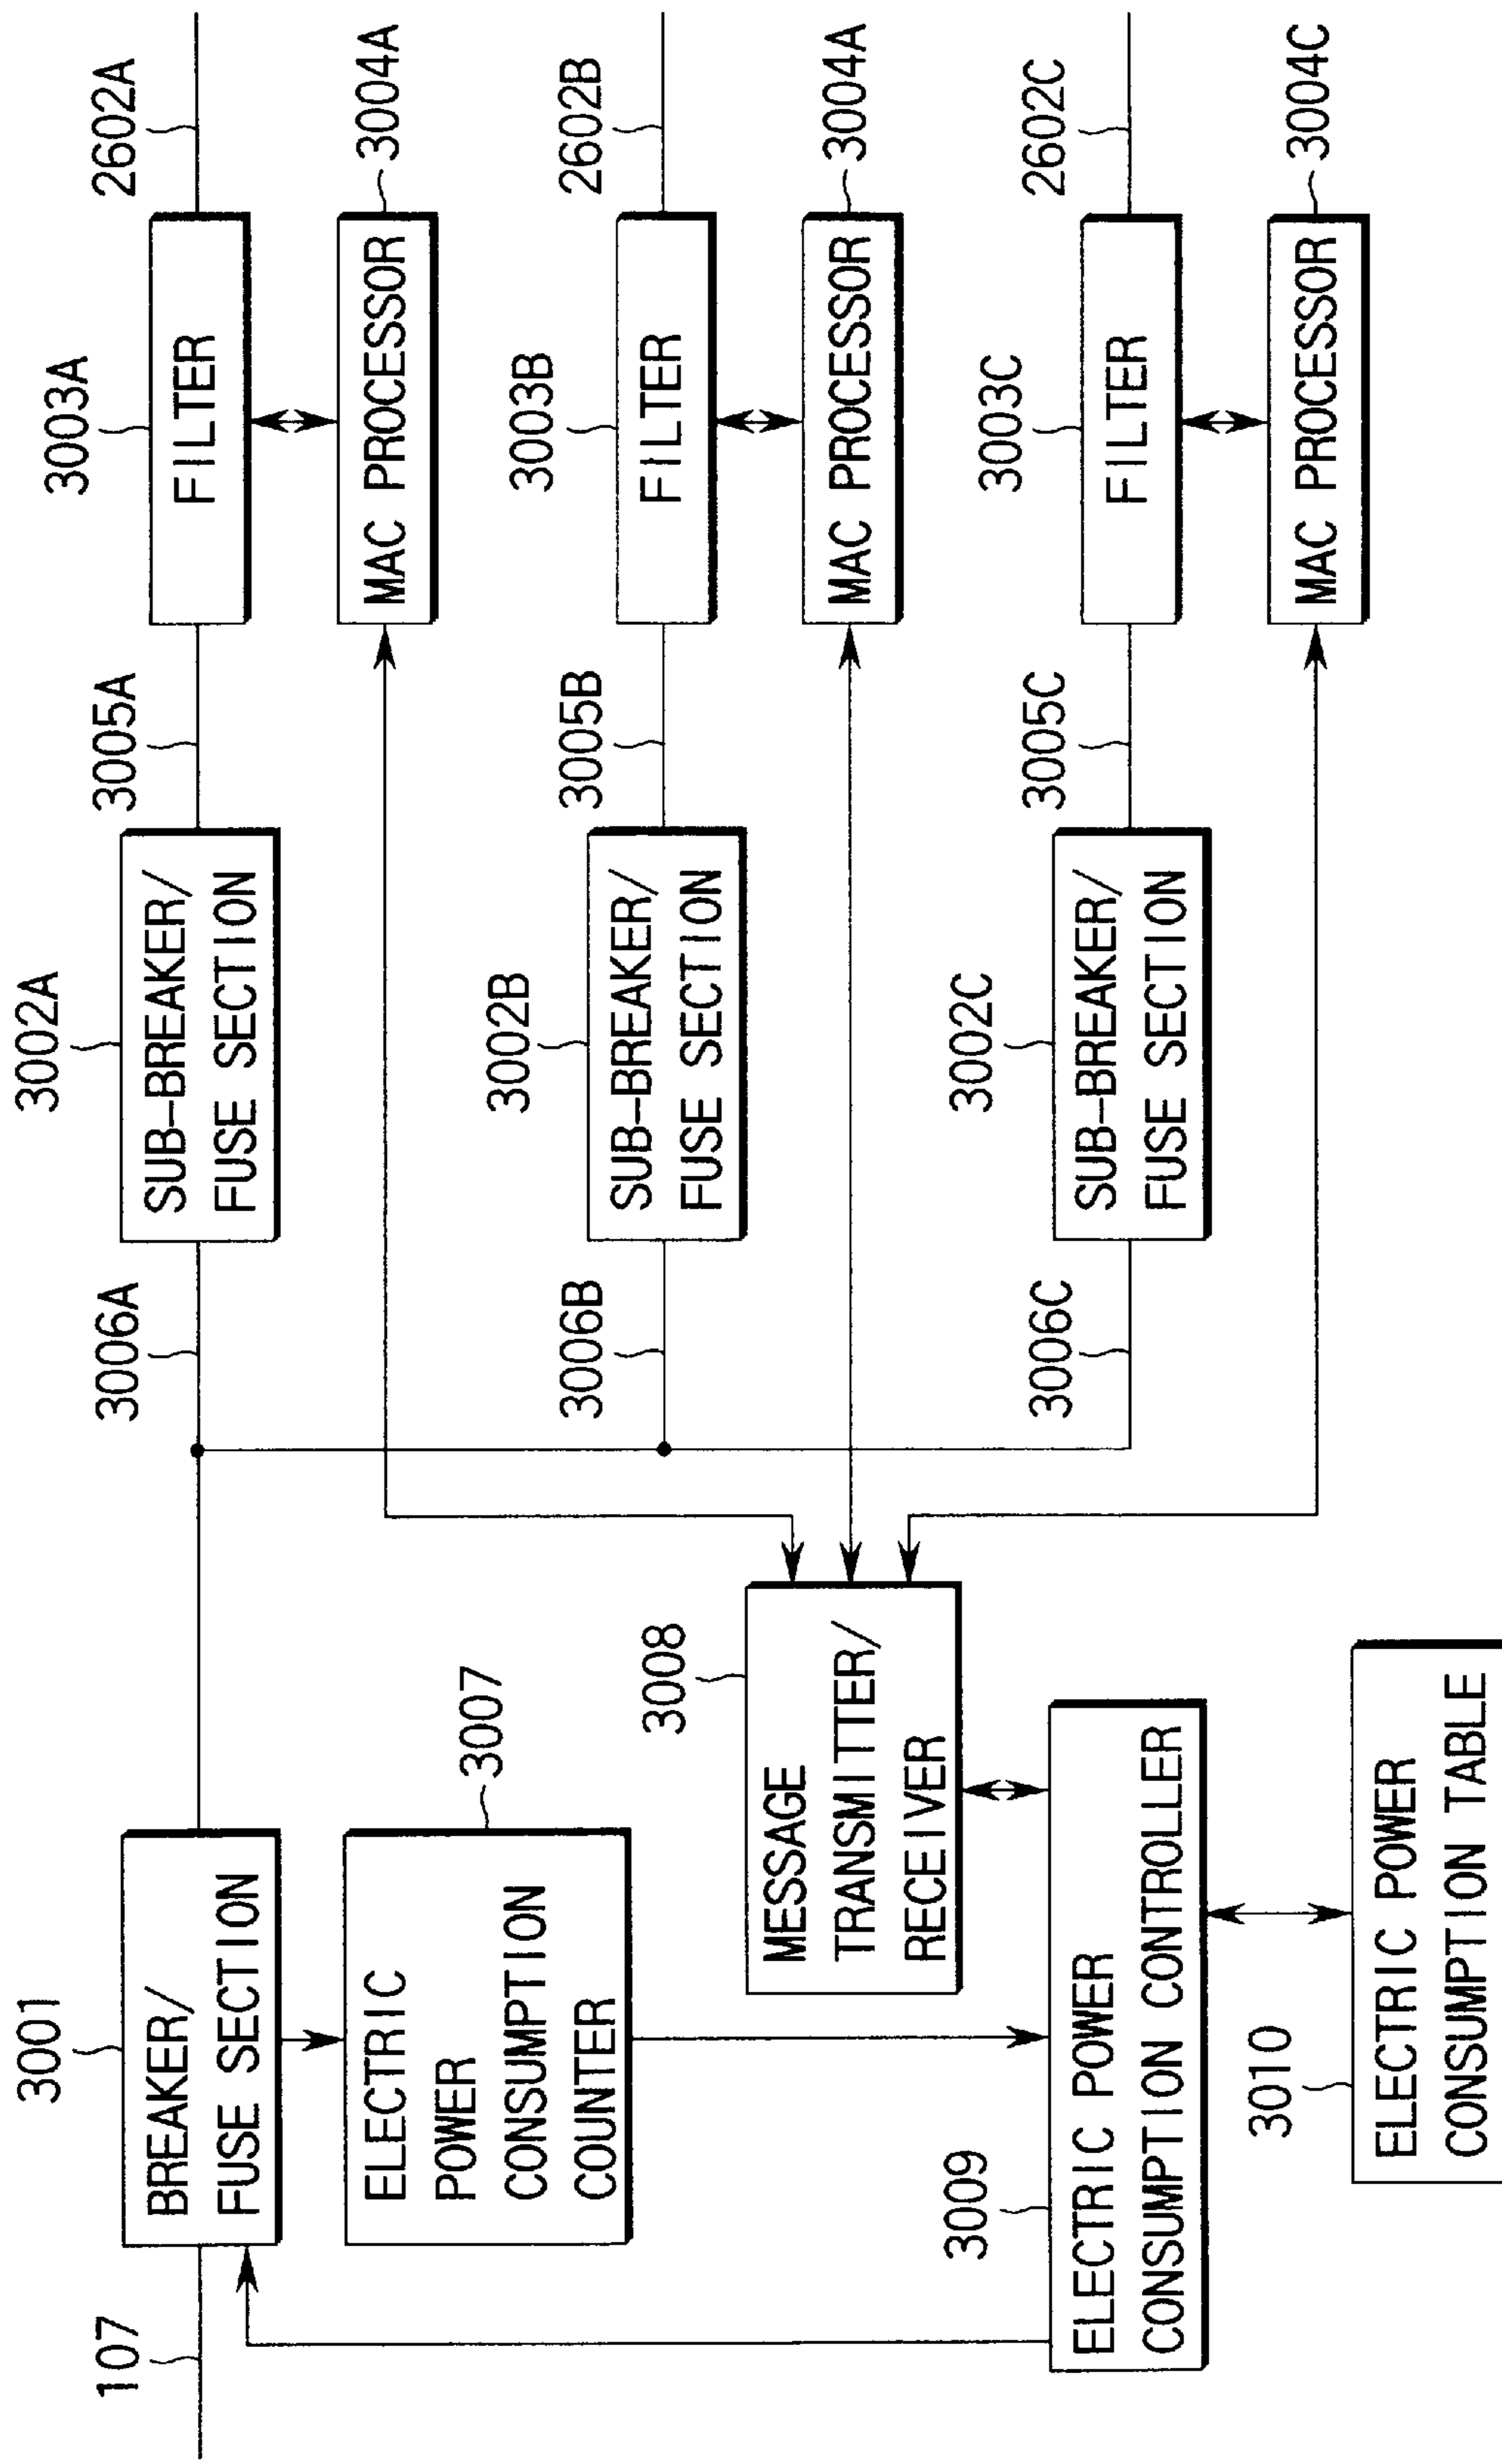 107
3001
BREAKER/
FUSE SECTION
3006A
3002A
SUB-BREAKER/
FUSE SECTION
3005A
3003A
FILTER
2602A
3007
ELECTRIC
POWER
CONSUMPTION
COUNTER
MAC PROCESSOR
3004A
3006B
3002B
SUB-BREAKER/
FUSE SECTION
3005B
3003B
FILTER
2602B
3008
MESSAGE
TRANSMITTER/
RECEIVER
MAC PROCESSOR
3004A
3009
ELECTRIC POWER
CONSUMPTION CONTROLLER
3006C
3002C
SUB-BREAKER/
FUSE SECTION
3005C
3003C
FILTER
2602C
3010
ELECTRIC POWER
CONSUMPTION TABLE
MAC PROCESSOR
3004C